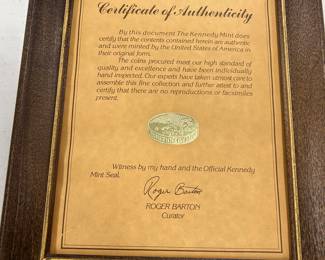 Certificate of Authenticity
By this document The Kennedy Mint does
certify that the contents contained herein are authentic
and were minted by the United States of America in
their original form.
The coins procured meet our high standard of
quality and excellence and have been individually
hand inspected. Our experts have taken utmost care to
assemble this fine collection and further attest to and
certify that there are no reproductions or facsimiles
present.
Witness by my hand and the Official Kennedy
Mint Seal.
Roger Barton
ROGER BARTON
Curator